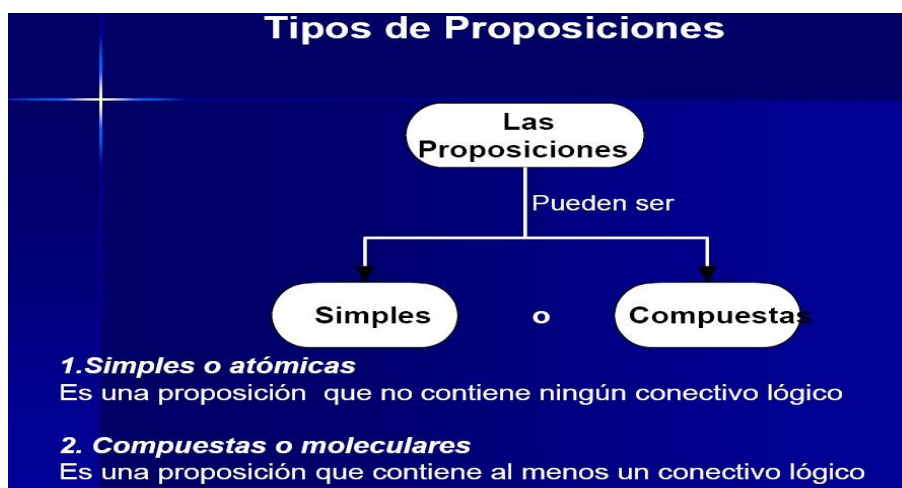 Tipos de Proposiciones
Las
Proposiciones
Pueden ser
Simples
o
Compuestas
1.Simples o atómicas
Es una proposición que no contiene ningún conectivo lógico
2. Compuestas o moleculares
Es una proposición que contiene al menos un conectivo lógico